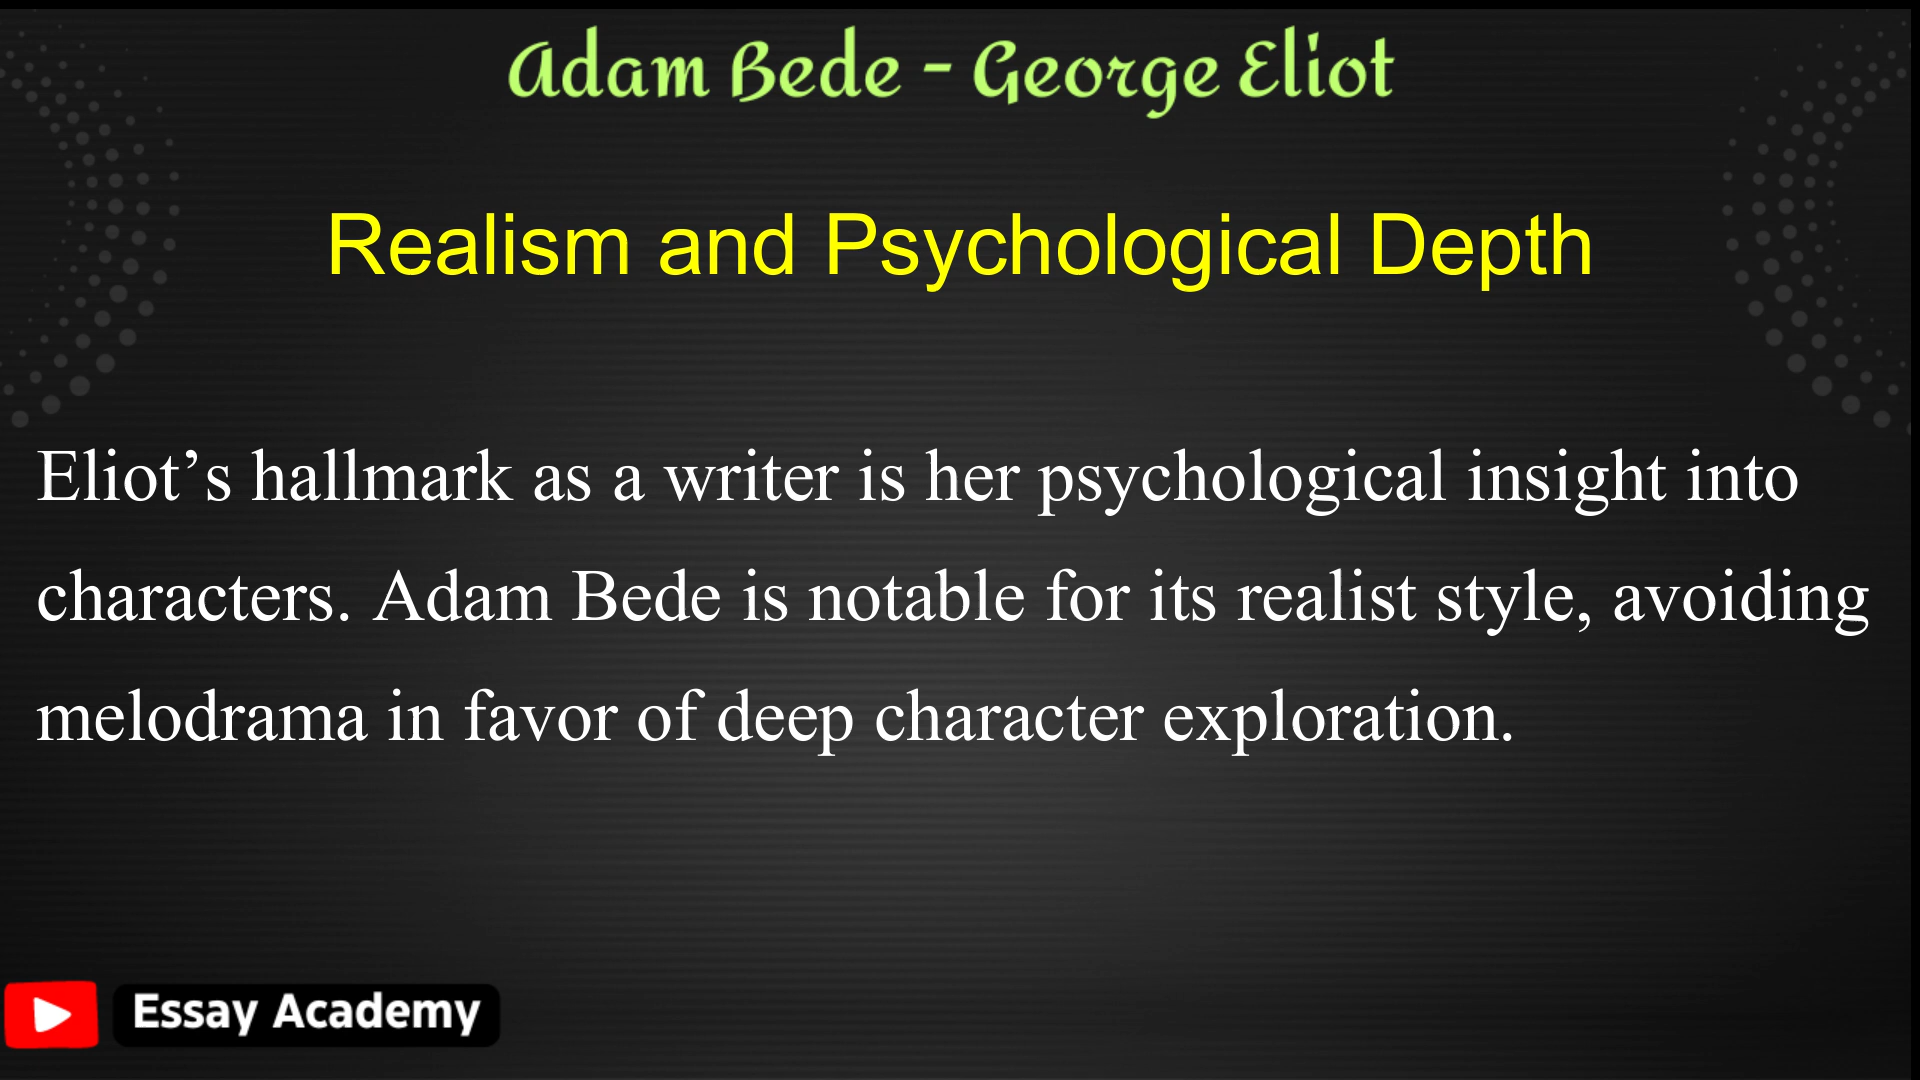 Adam Bede - George Eliot
Realism and Psychological Depth
Eliot’s hallmark as a writer is her psychological insight into
characters. Adam Bede is notable for its realist style, avoiding
melodrama in favor of deep character exploration.
Essay Academy